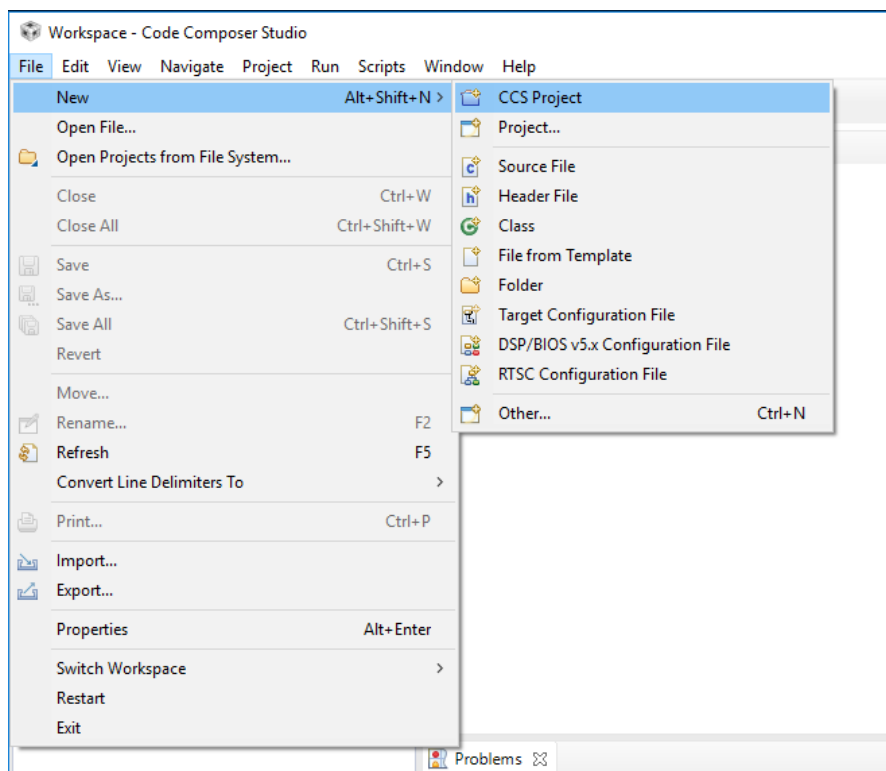 Workspace - Code Composer Studio
File Edit View Navigate Project Run Scripts Window Help
New Alt+Shift+N >
Open File...
Open Projects from File System...
Close Ctrl+W
Close All Ctrl+Shift+W
Save Ctrl+S
Save As...
Save All Ctrl+Shift+S
Revert
Move...
Rename... F2
Refresh F5
Convert Line Delimiters To >
Print... Ctrl+P
Import...
Export...
Properties Alt+Enter
Switch Workspace >
Restart
Exit
CCS Project
Project...
Source File
Header File
Class
File from Template
Folder
Target Configuration File
DSP/BIOS v5.x Configuration File
RTSC Configuration File
Other... Ctrl+N
Problems